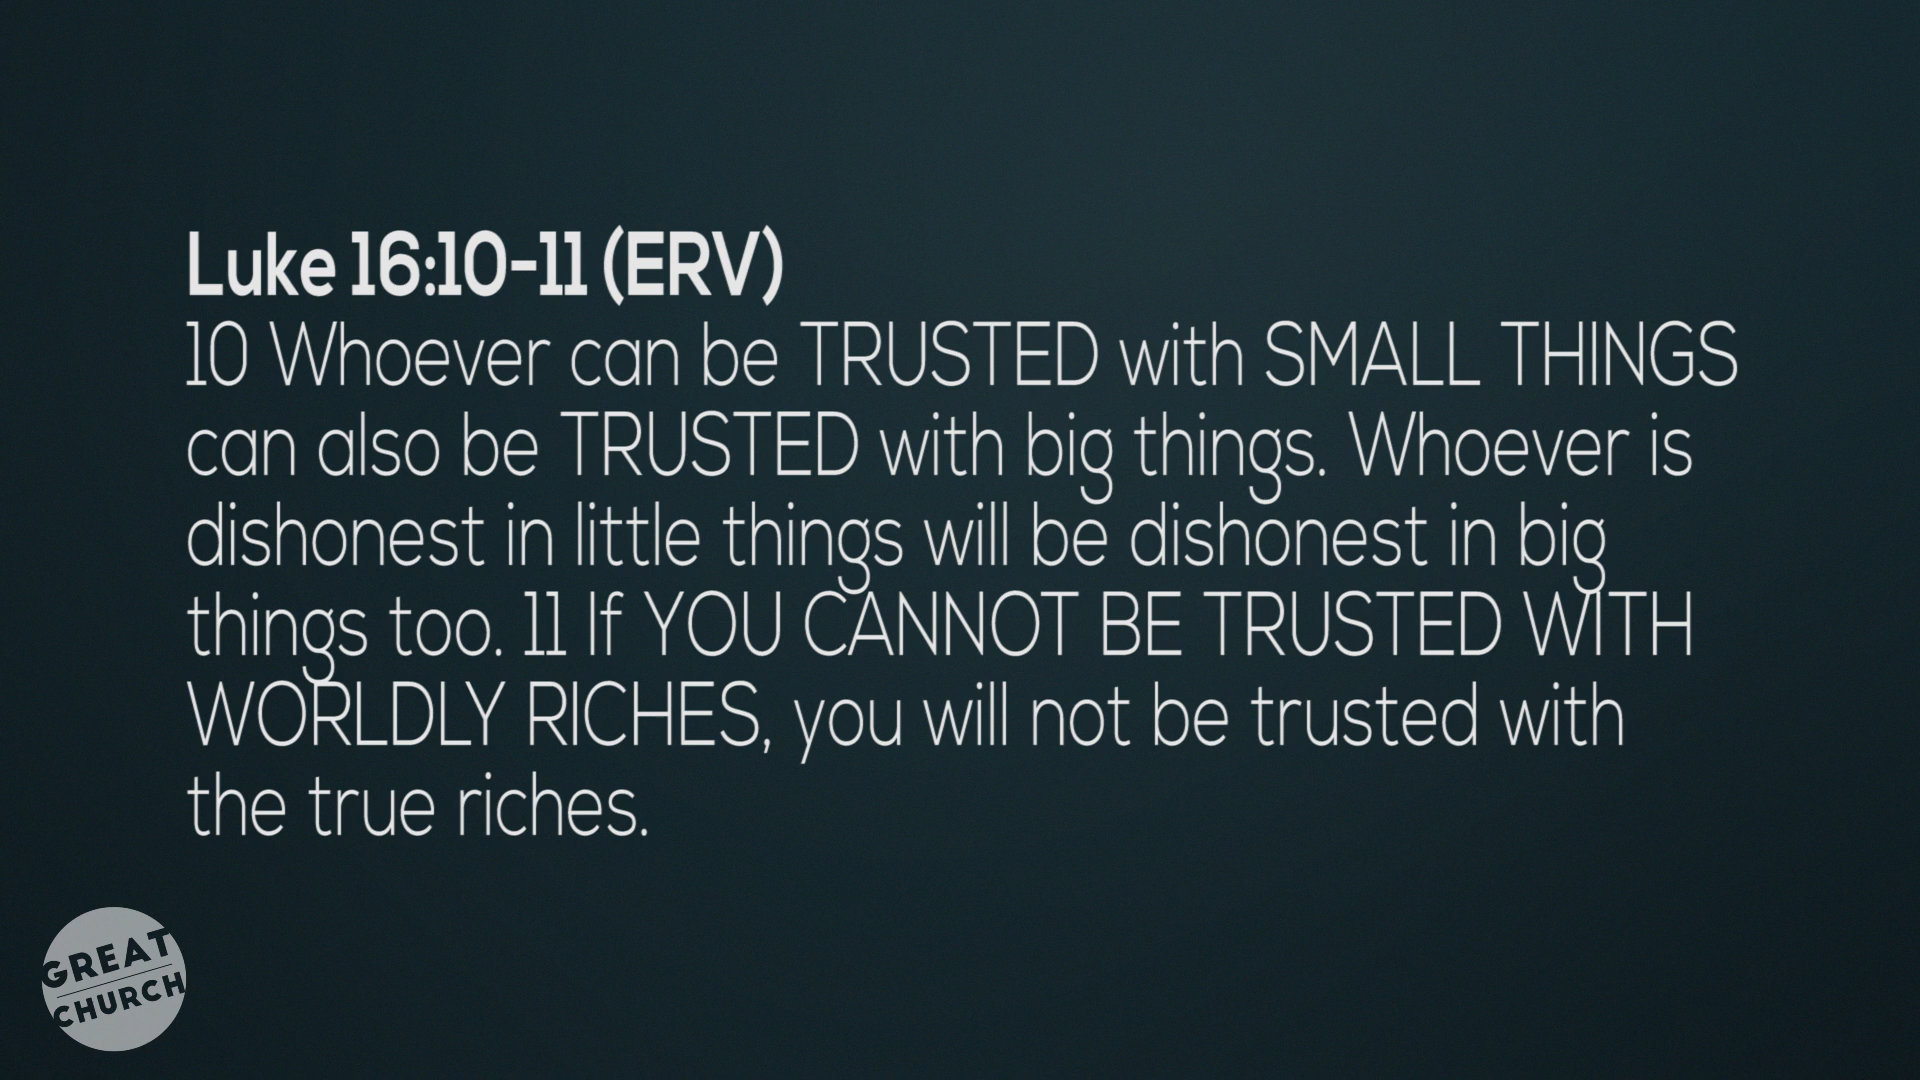 Luke 16:10-11 (ERV)
10 Whoever can be TRUSTED with SMALL THINGS
can also be TRUSTED with big things. Whoever is
dishonest in little things will be dishonest in big
things too. 11 If YOU CANNOT BE TRUSTED WITH
WORLDLY RICHES, you will not be trusted with
the true riches.
GREAT
CHURCH